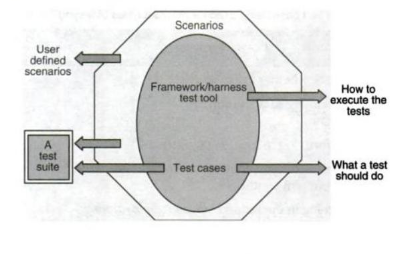 Scenarios
User
defined
scenarios
Framework/harness
test tool
How to
execute the
tests
A
test
suite
Test cases
What a test
should do